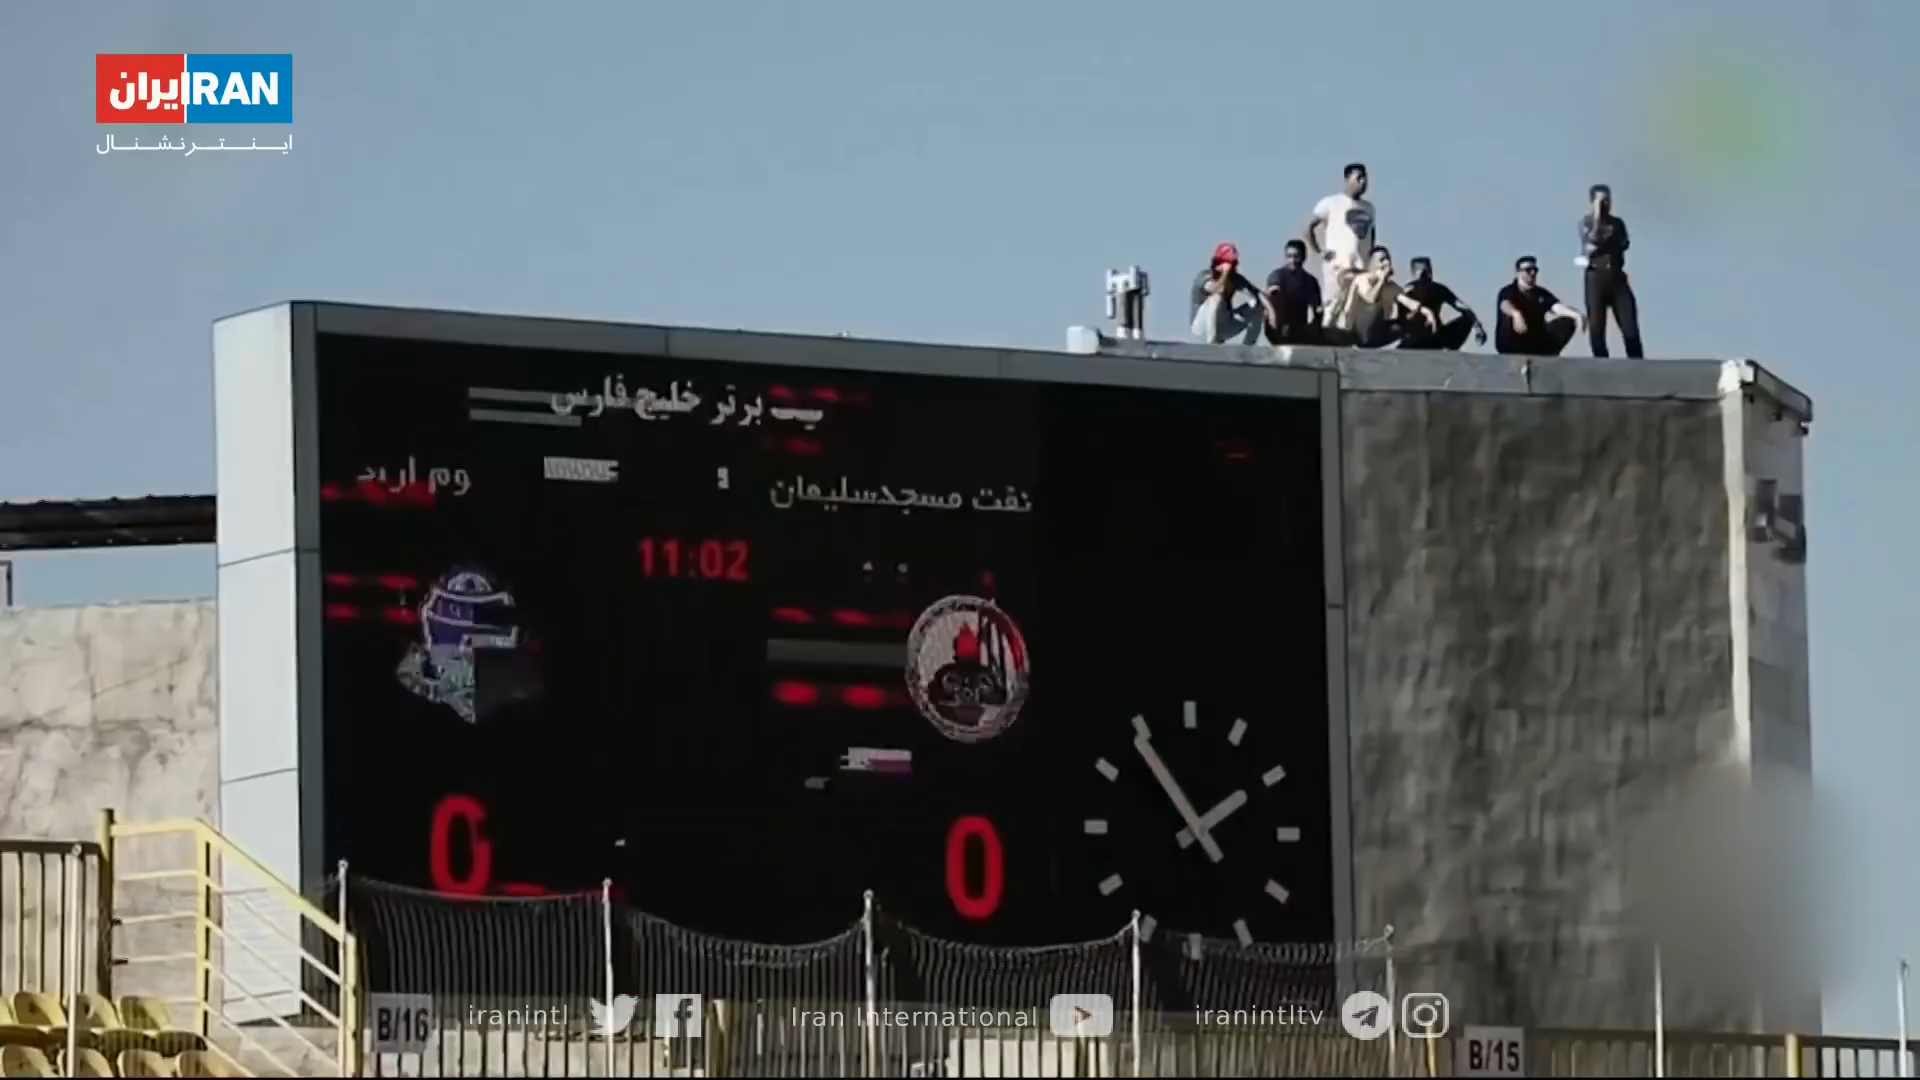 ایران IRAN
اینترنشنال
برتر خلیج فارس
نفت مسجدسلیمان
11:02
0 0
B/16
iranintl
Iran International
iranintltv
B/15